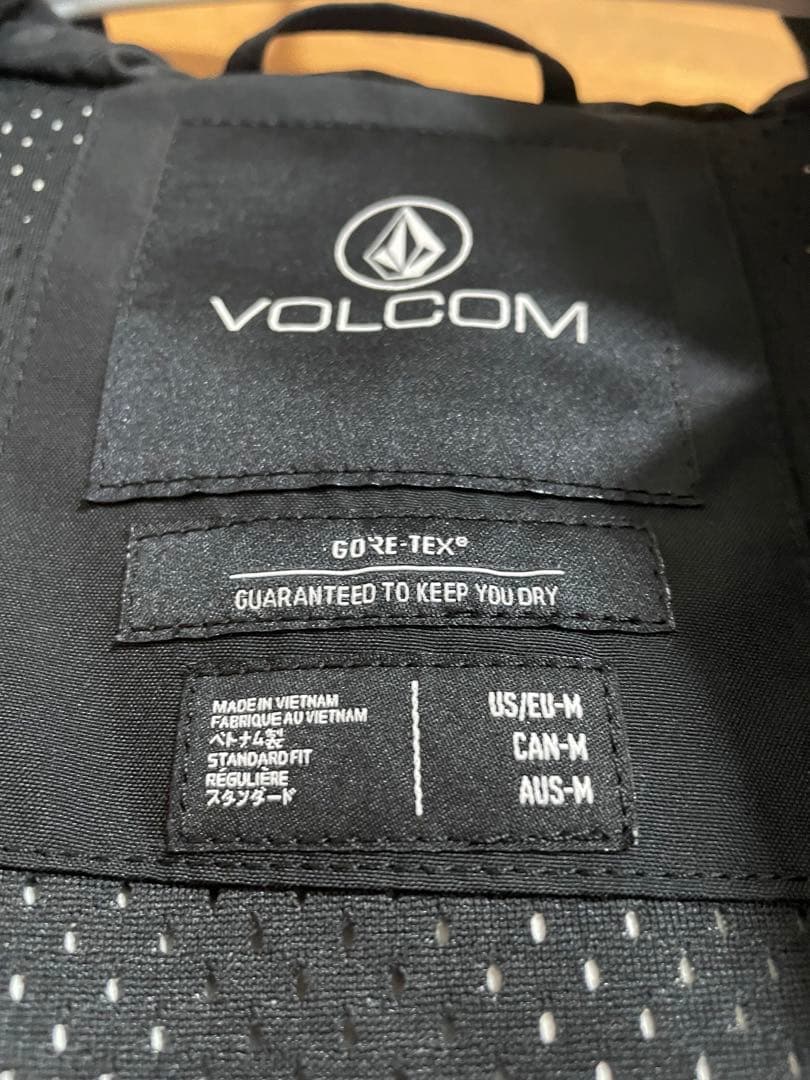 VOLCOM
GORE-TEX®
GUARANTEED TO KEEP YOU DRY
MADE IN VIETNAM
FABRIQUE AU VIETNAM
ベトナム製
STANDARD FIT
RÉGULIÈRE
スタンダード
US/EU-M
CAN-M
AUS-M